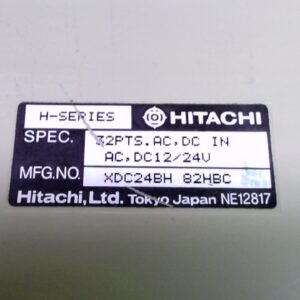 H-SERIES HITACHI
SPEC. 32PTS.AC,DC IN
AC,DC12/24V
MFG.NO. XDC24BH 82HBC
Hitachi,Ltd. Tokyo Japan NE12817